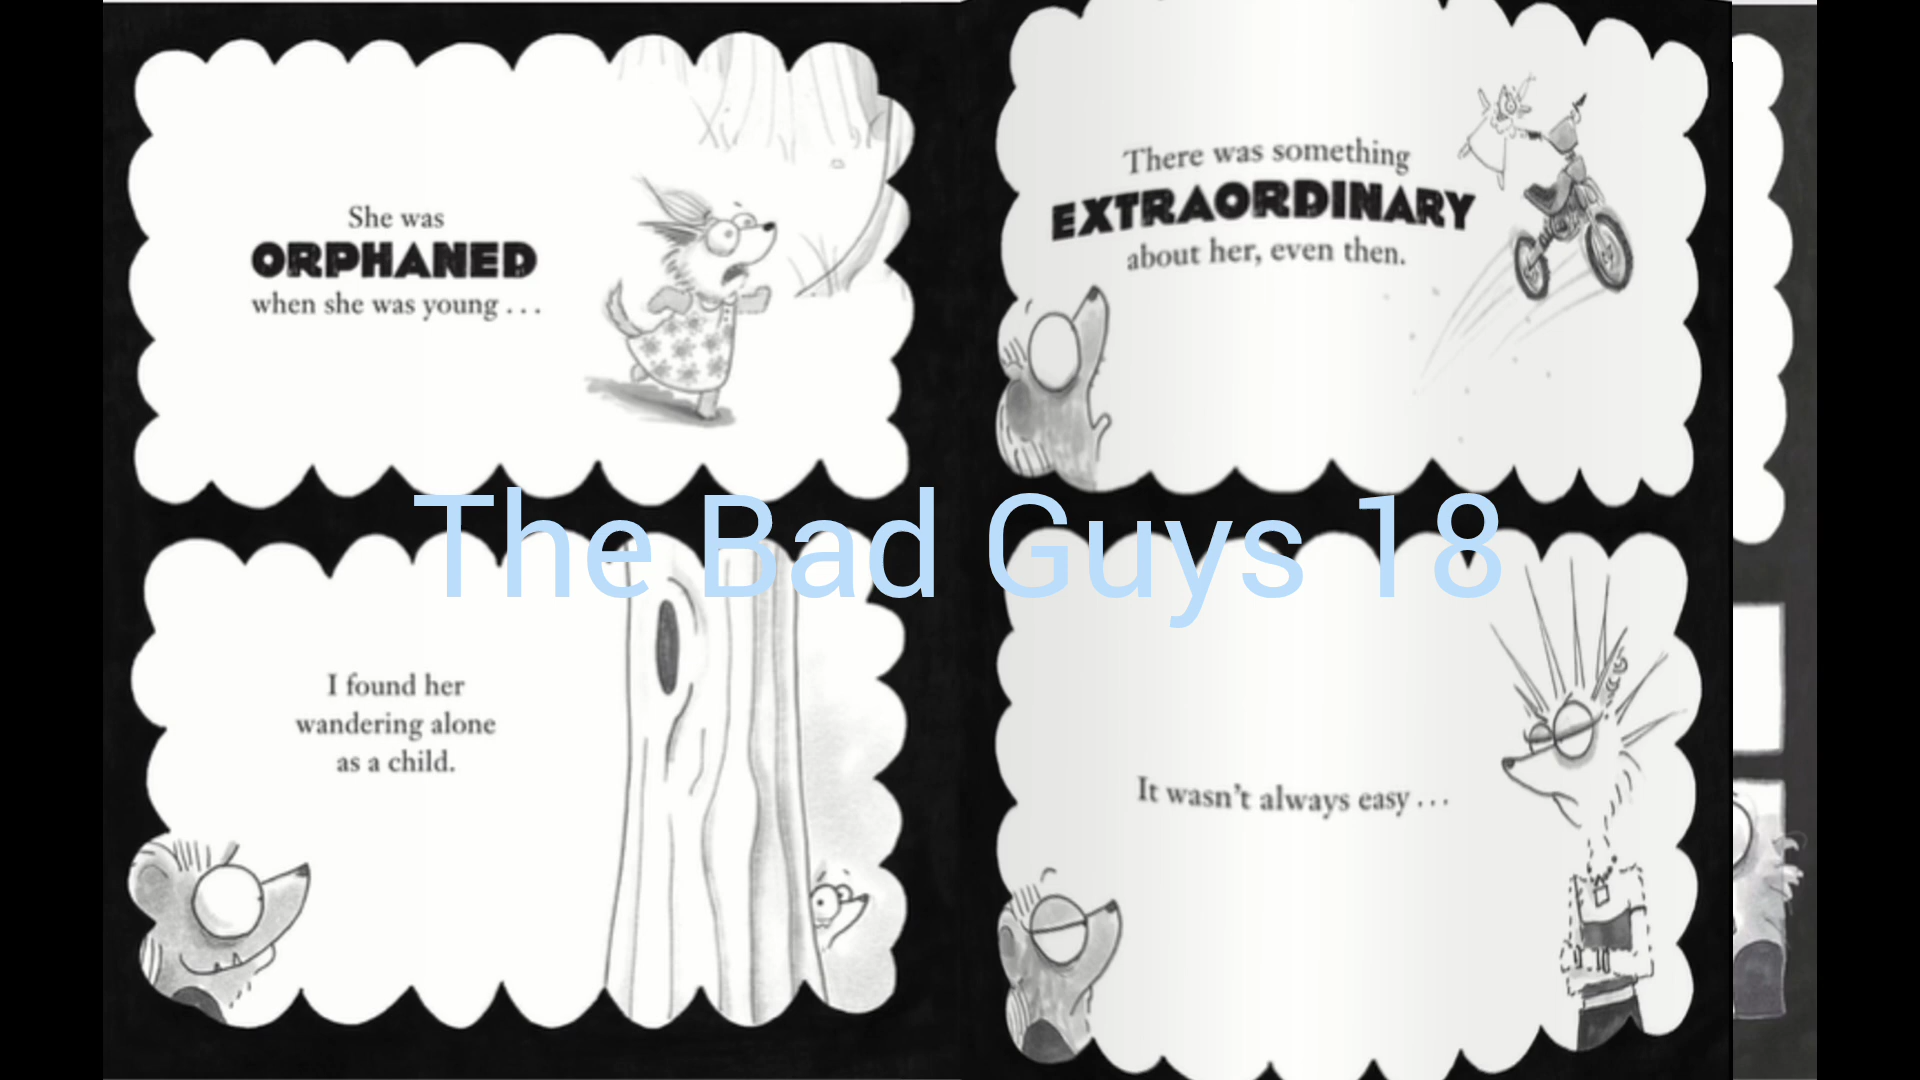 She was
ORPHANED
when she was young . . .
There was something
EXTRAORDINARY
about her, even then.
The Bad Guys 18
I found her
wandering alone
as a child.
It wasn't always easy . . .